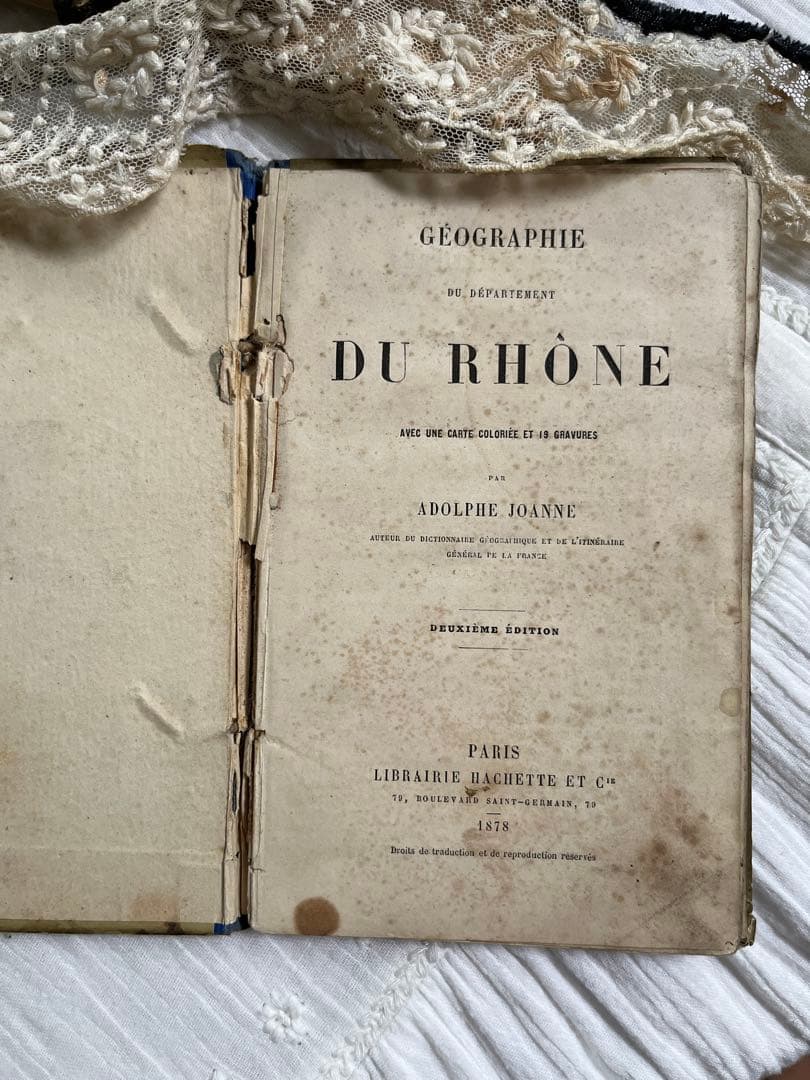 GÉOGRAPHIE
DU DÉPARTEMENT
DU RHÔNE
AVEC UNE CARTE COLORIÉE ET 19 GRAVURES
PAR
ADOLPHE JOANNE
AUTEUR DU DICTIONNAIRE GÉOGRAPHIQUE ET DE L'ITINÉRAIRE
GÉNÉRAL DE LA FRANCE
DEUXIÈME ÉDITION
PARIS
LIBRAIRIE HACHETTE ET Cᴵᴱ
79, BOULEVARD SAINT-GERMAIN, 79
1878
Droits de traduction et de reproduction réservés